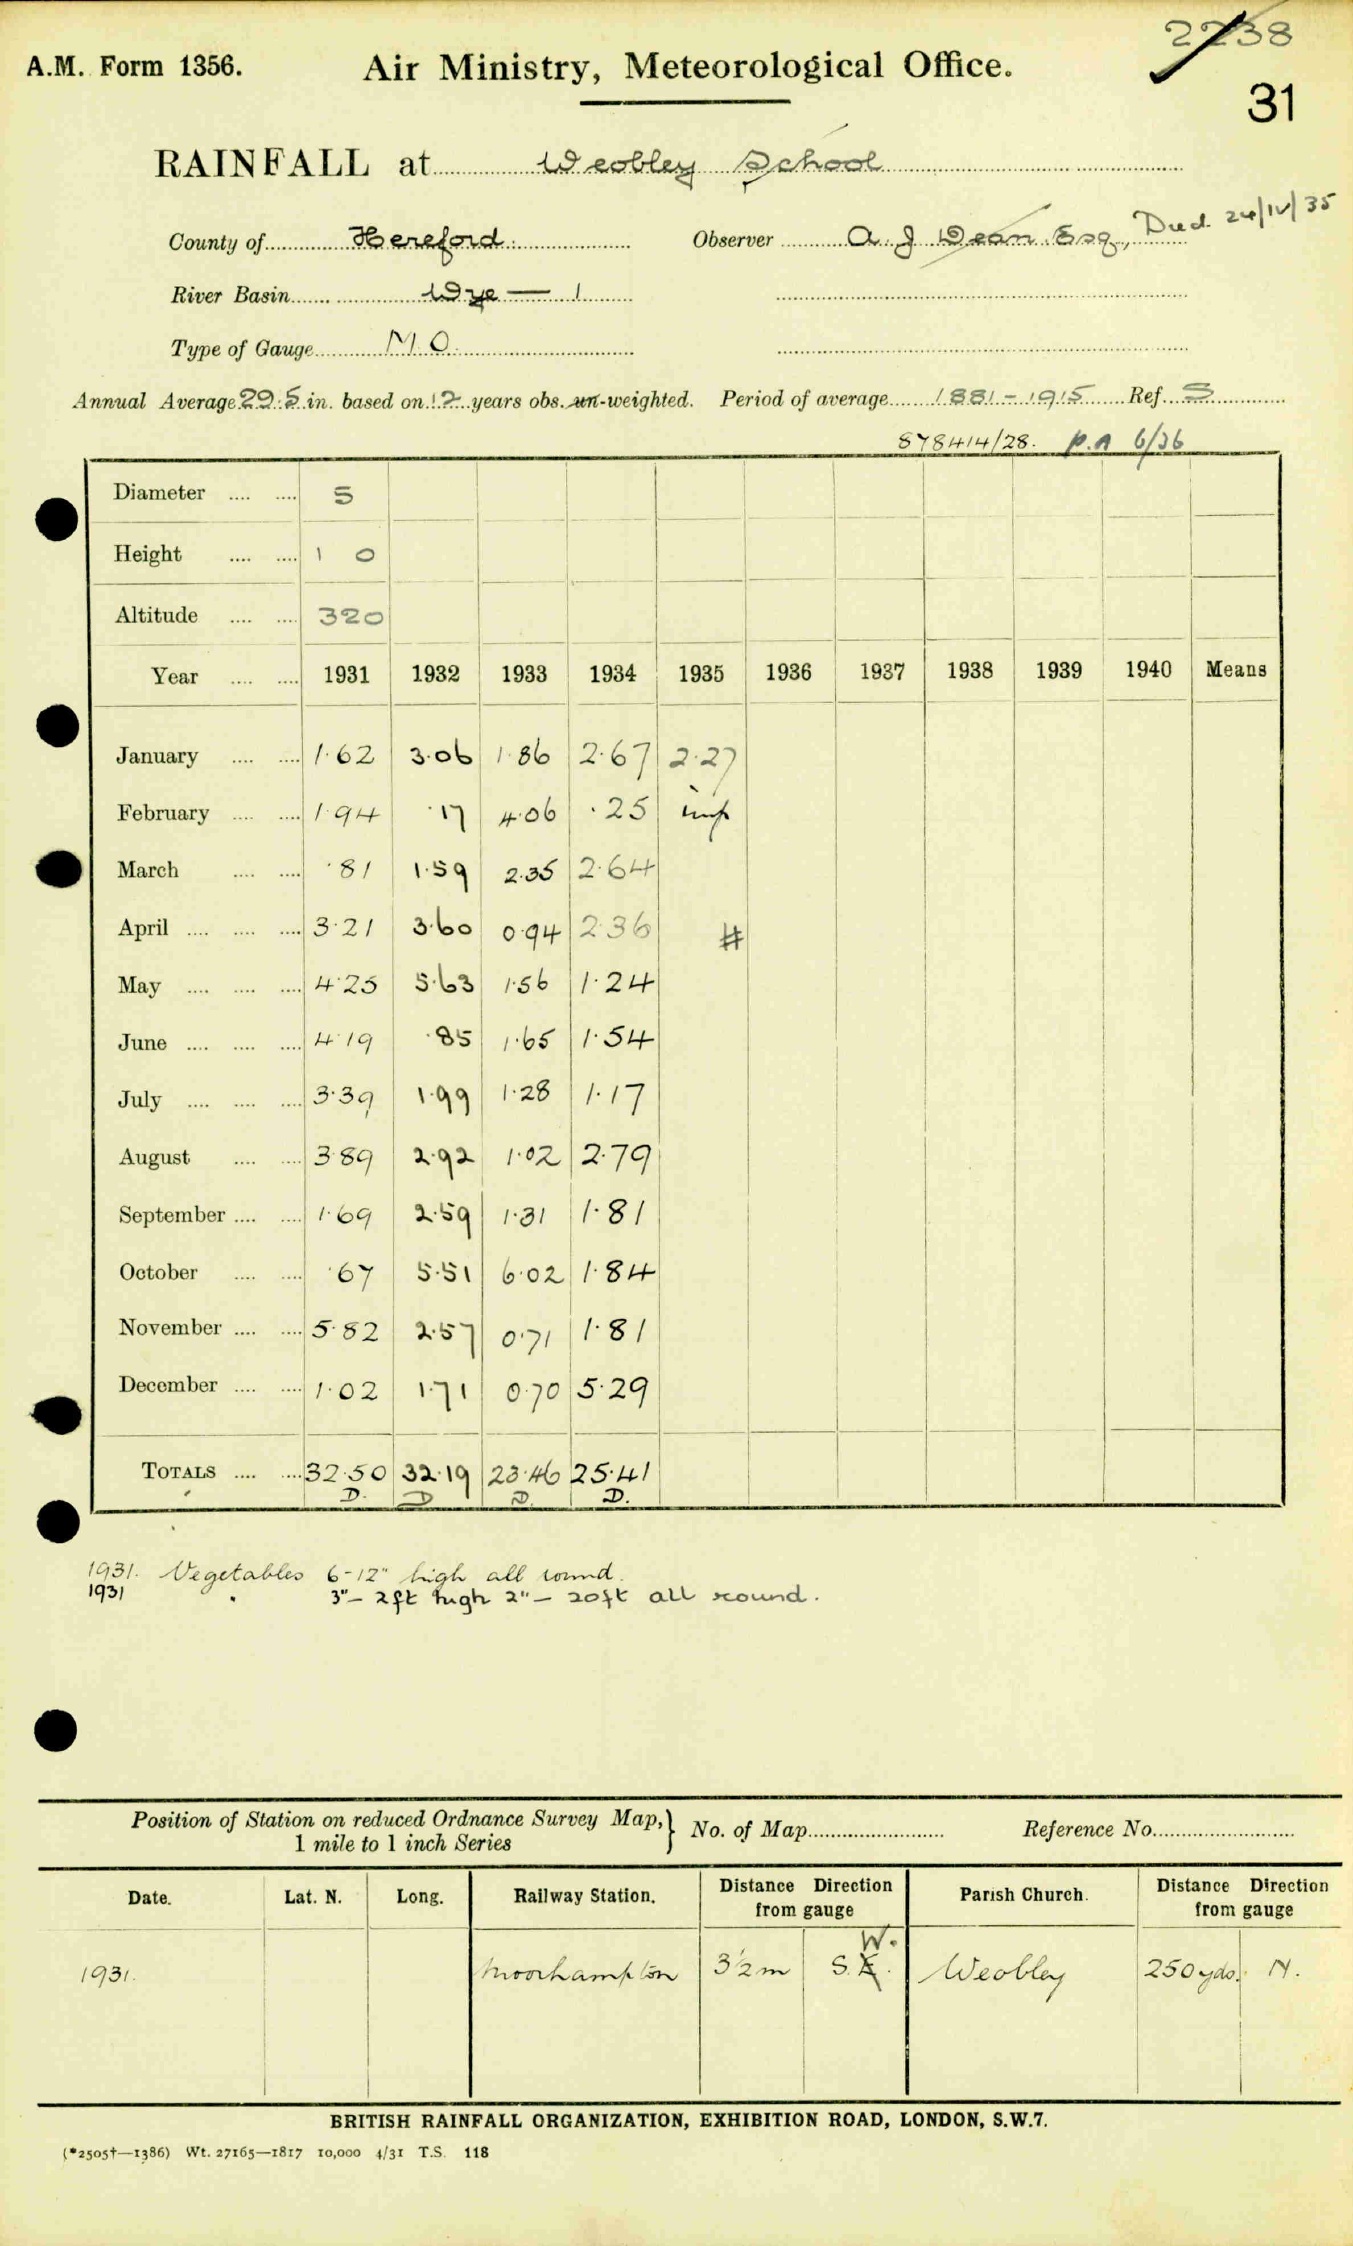 2238
A.M. Form 1356. Air Ministry, Meteorological Office.
31
RAINFALL at Weobley School
County of Hereford. Observer A. J. Dean Esq, Died 24/IV/35
River Basin Wye — 1
Type of Gauge M.O.
Annual Average 29.5 in. based on 12 years obs. un-weighted. Period of average 1881-1915 Ref. S
878414/28. p.a 6/36
Diameter 5
Height 1 0
Altitude 320
Year 1931 1932 1933 1934 1935 1936 1937 1938 1939 1940 Means
January 1.62 3.06 1.86 2.67 2.27
February 1.94 .17 4.06 .25 imp
March .81 1.59 2.35 2.64
April 3.21 3.60 0.94 2.36 #
May 4.25 5.63 1.56 1.24
June 4.19 .85 1.65 1.54
July 3.39 1.99 1.28 1.17
August 3.89 2.92 1.02 2.79
September 1.69 2.59 1.31 1.81
October .67 5.51 6.02 1.84
November 5.82 2.57 0.71 1.81
December 1.02 1.71 0.70 5.29
TOTALS 32.50 32.19 23.46 25.41
D. D D. D.
1931. Vegetables 6-12" high all round.
1931 " 3"- 2ft high 2"- 20ft all round.
Position of Station on reduced Ordnance Survey Map, } No. of Map Reference No.
1 mile to 1 inch Series
Date. Lat. N. Long. Railway Station. Distance Direction from gauge Parish Church. Distance Direction from gauge
W.
1931. Moorhampton 3½m S.E. Weobley 250yds. N.
BRITISH RAINFALL ORGANIZATION, EXHIBITION ROAD, LONDON, S.W.7.
(*2505†—1386) Wt. 27165—1817 10,000 4/31 T.S. 118